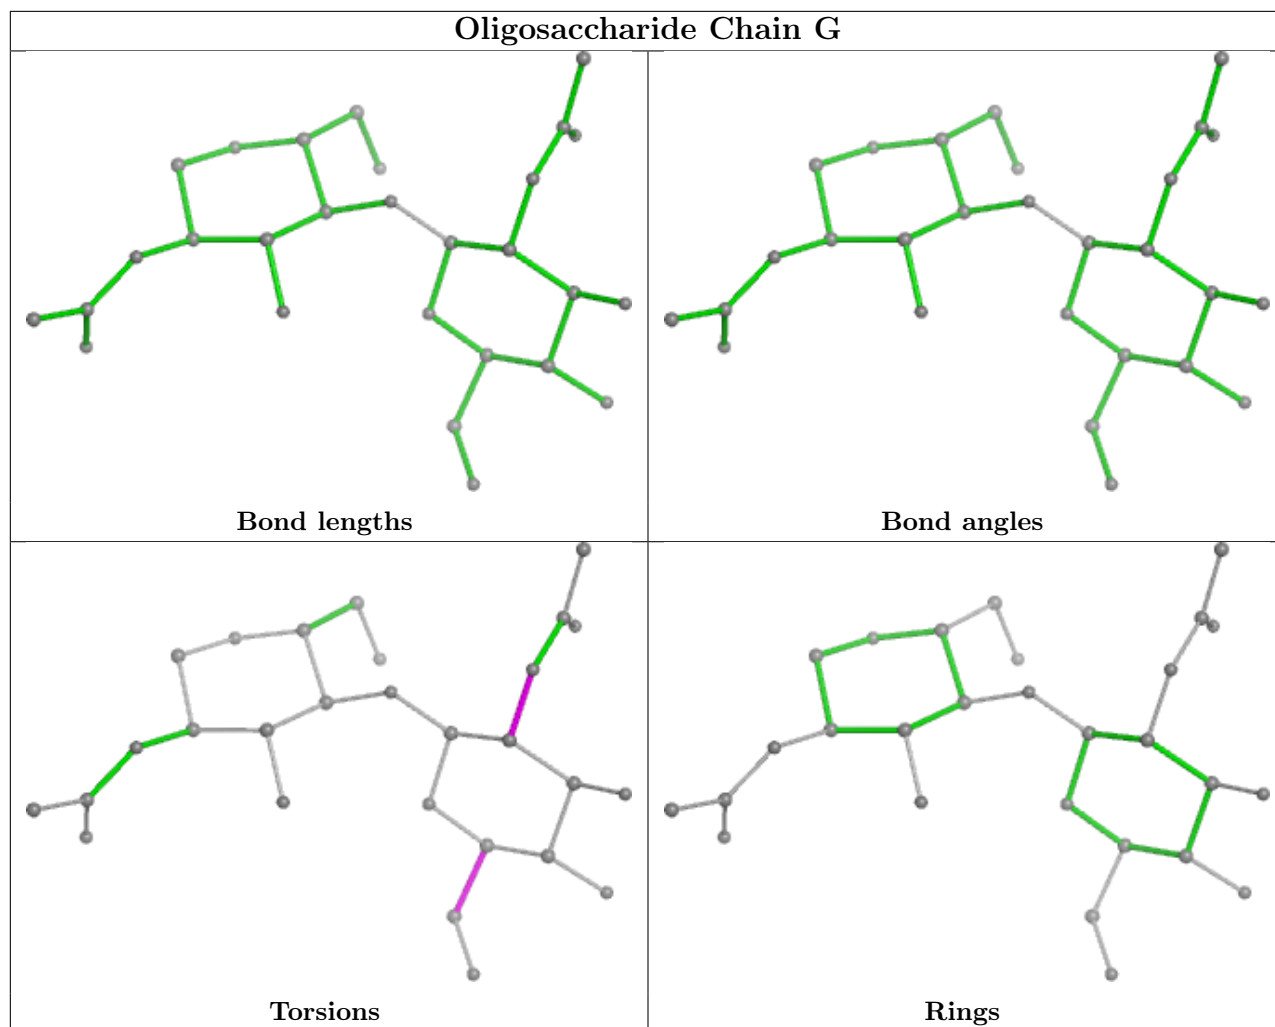 Oligosaccharide Chain G
Bond lengths
Bond angles
Torsions
Rings